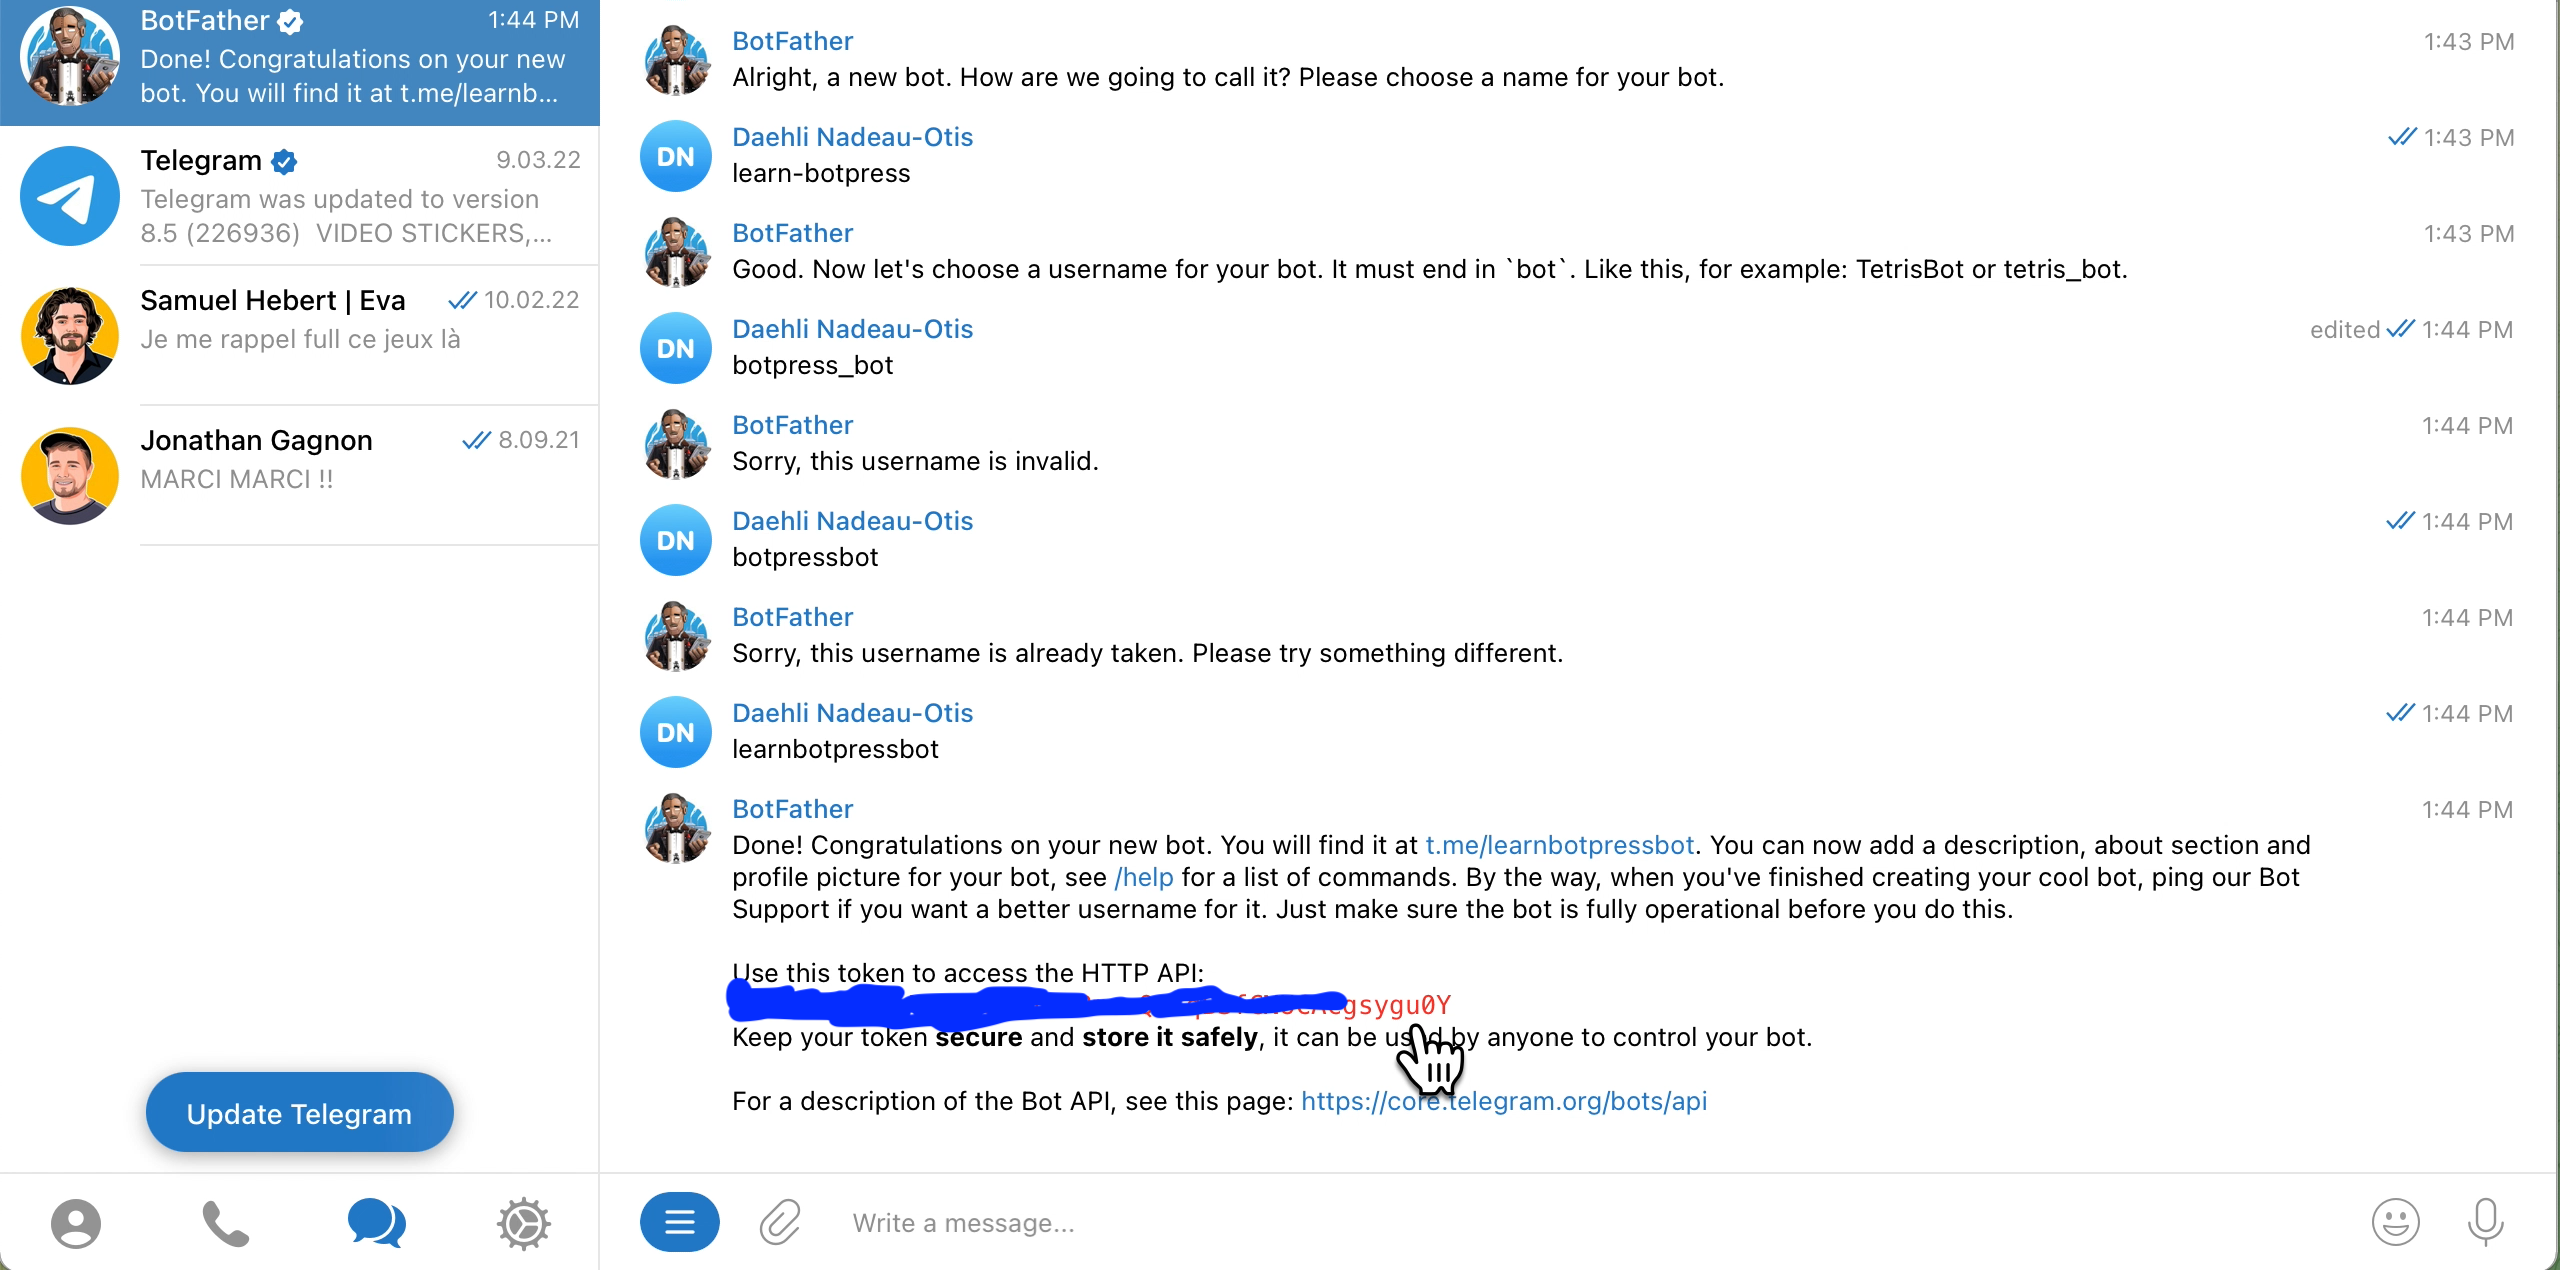 BotFather 1:44 PM
Done! Congratulations on your new
bot. You will find it at t.me/learnb...
Telegram 9.03.22
Telegram was updated to version
8.5 (226936) VIDEO STICKERS,...
Samuel Hebert | Eva 10.02.22
Je me rappel full ce jeux là
Jonathan Gagnon 8.09.21
MARCI MARCI !!
Update Telegram
BotFather 1:43 PM
Alright, a new bot. How are we going to call it? Please choose a name for your bot.
DN
Daehli Nadeau-Otis 1:43 PM
learn-botpress
BotFather 1:43 PM
Good. Now let's choose a username for your bot. It must end in `bot`. Like this, for example: TetrisBot or tetris_bot.
DN
Daehli Nadeau-Otis edited 1:44 PM
botpress_bot
BotFather 1:44 PM
Sorry, this username is invalid.
DN
Daehli Nadeau-Otis 1:44 PM
botpressbot
BotFather 1:44 PM
Sorry, this username is already taken. Please try something different.
DN
Daehli Nadeau-Otis 1:44 PM
learnbotpressbot
BotFather 1:44 PM
Done! Congratulations on your new bot. You will find it at t.me/learnbotpressbot. You can now add a description, about section and
profile picture for your bot, see /help for a list of commands. By the way, when you've finished creating your cool bot, ping our Bot
Support if you want a better username for it. Just make sure the bot is fully operational before you do this.
Use this token to access the HTTP API:
gsygu0Y
Keep your token secure and store it safely, it can be used by anyone to control your bot.
For a description of the Bot API, see this page: https://core.telegram.org/bots/api
Write a message...